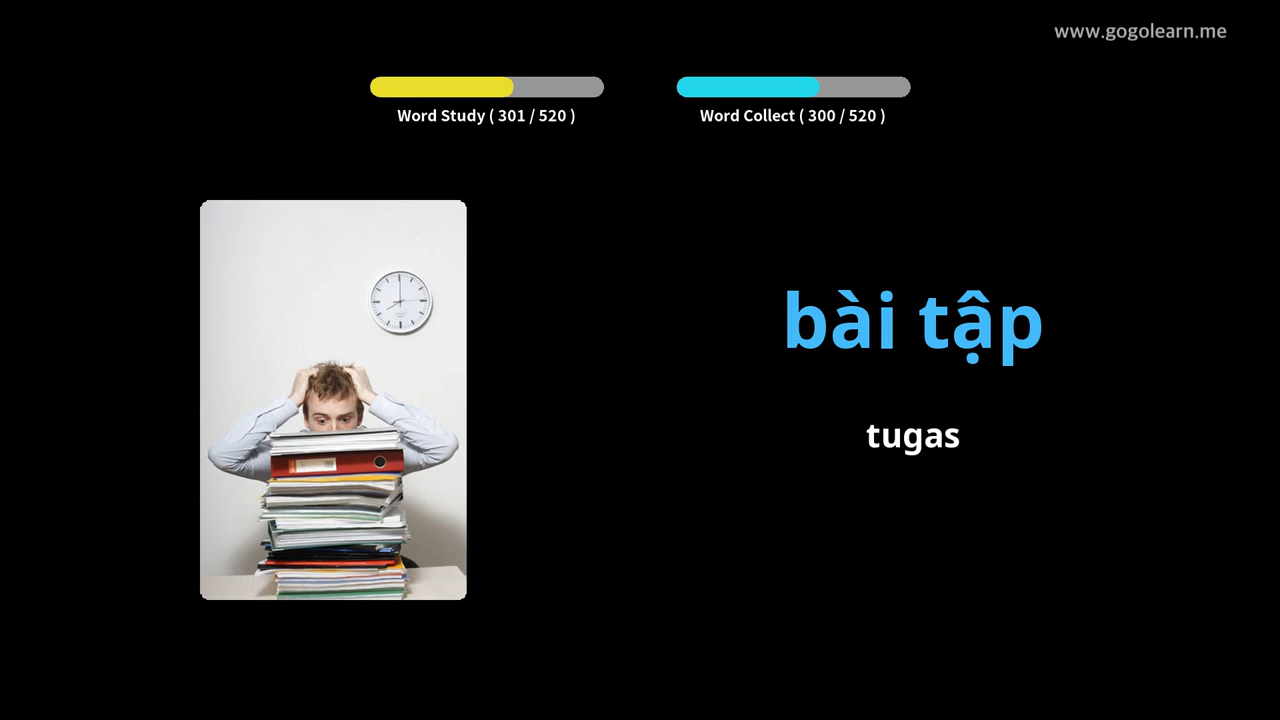 www.gogolearn.me
Word Study ( 301 / 520 )
Word Collect ( 300 / 520 )
bài tập
tugas